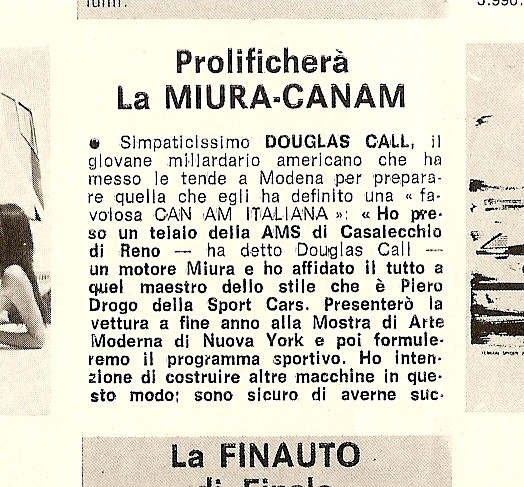 5.990.
Prolificherà
La MIURA-CANAM
● Simpaticissimo DOUGLAS CALL, il
giovane millardario americano che ha
messo le tende a Modena per prepara-
re quella che egli ha definito una « fa-
volosa CAN AM ITALIANA »: « Ho pre-
so un telaio della AMS di Casalecchio
di Reno — ha detto Douglas Call —
un motore Miura e ho affidato il tutto a
quel maestro dello stile che è Piero
Drogo della Sport Cars. Presenterò la
vettura a fine anno alla Mostra di Arte
Moderna di Nuova York e poi formule-
remo il programma sportivo. Ho inten-
zione di costruire altre macchine in que-
sto modo; sono sicuro di averne suc-
La FINAUTO
di Finale